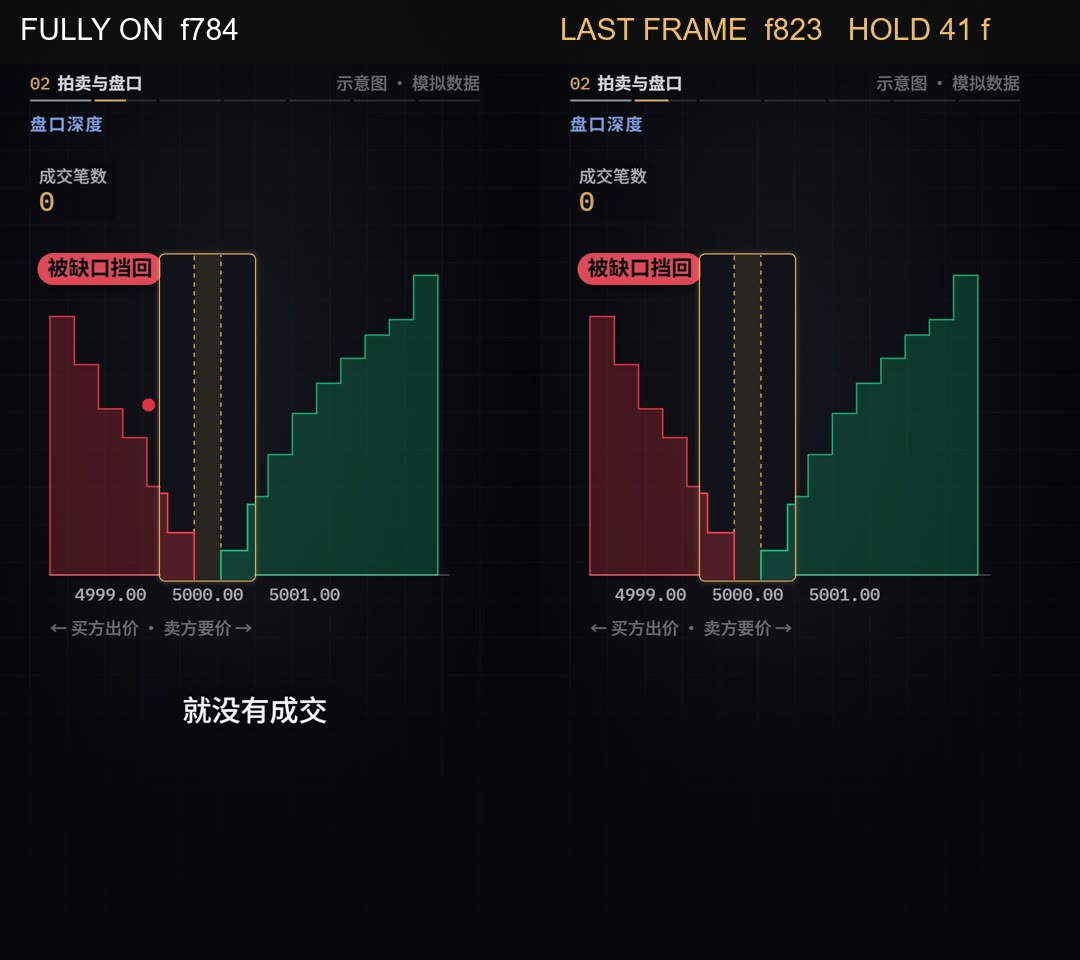 FULLY ON f784
LAST FRAME f823 HOLD 41 f
02 拍卖与盘口
示意图 • 模拟数据
盘口深度
成交笔数
0
被缺口挡回
4999.00 5000.00 5001.00
← 买方出价 • 卖方要价 →
就没有成交
02 拍卖与盘口
示意图 • 模拟数据
盘口深度
成交笔数
0
被缺口挡回
4999.00 5000.00 5001.00
← 买方出价 • 卖方要价 →